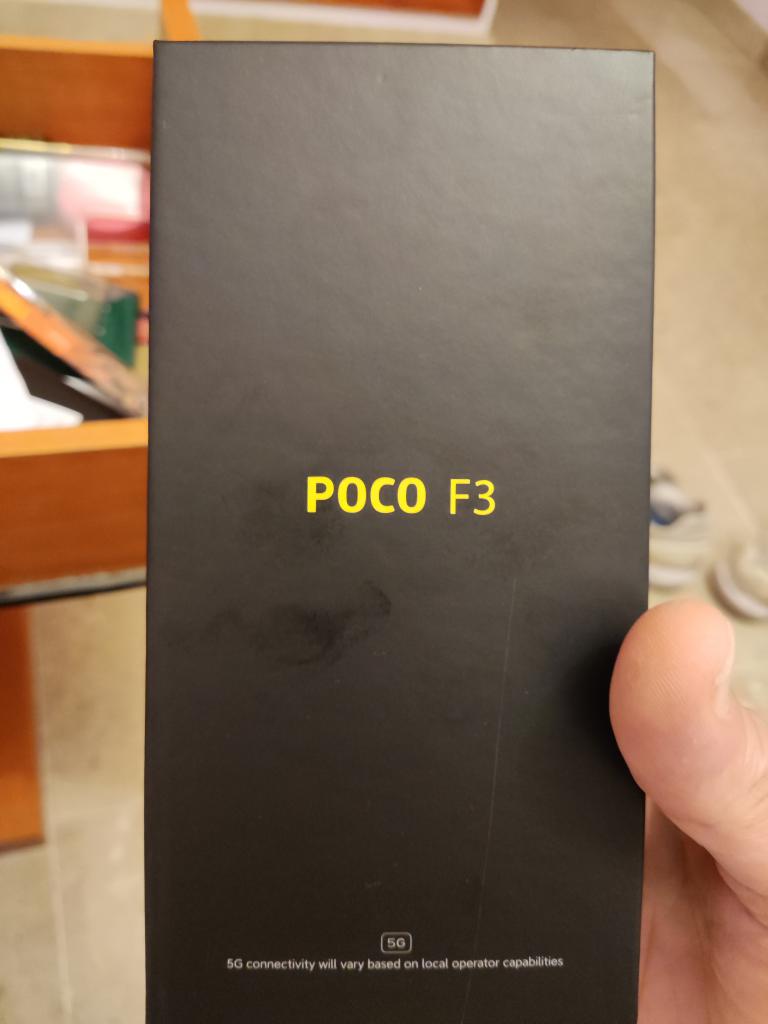 POCO F3
5G
5G connectivity will vary based on local operator capabilities